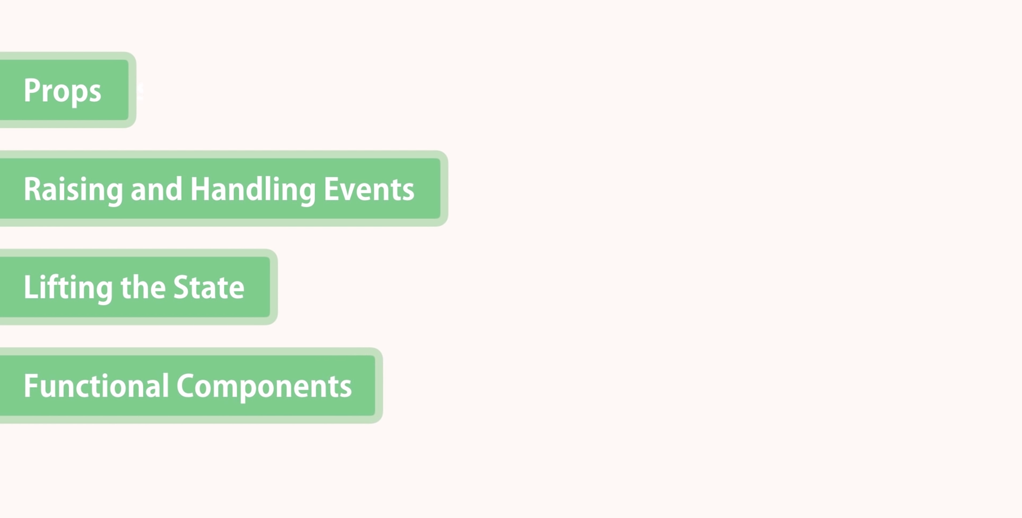 Props
Raising and Handling Events
Lifting the State
Functional Components